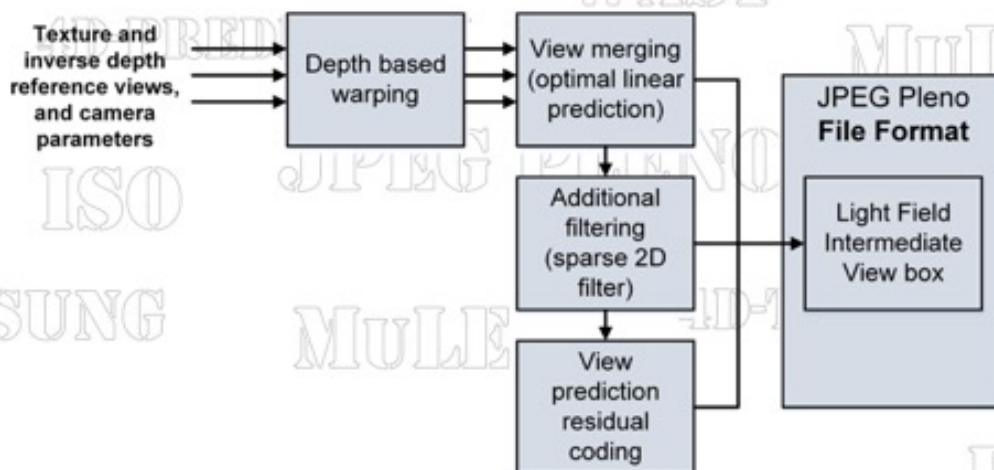 Texture and
inverse depth
reference views,
and camera
parameters
Depth based
warping
View merging
(optimal linear
prediction)
Additional
filtering
(sparse 2D
filter)
View
prediction
residual
coding
JPEG Pleno
File Format
Light Field
Intermediate
View box
JPEG PLENO
ISO
MuLE